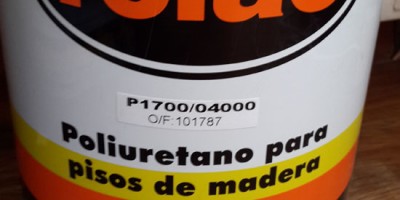 P1700/04000
O/F:101787
Poliuretano para
pisos de madera